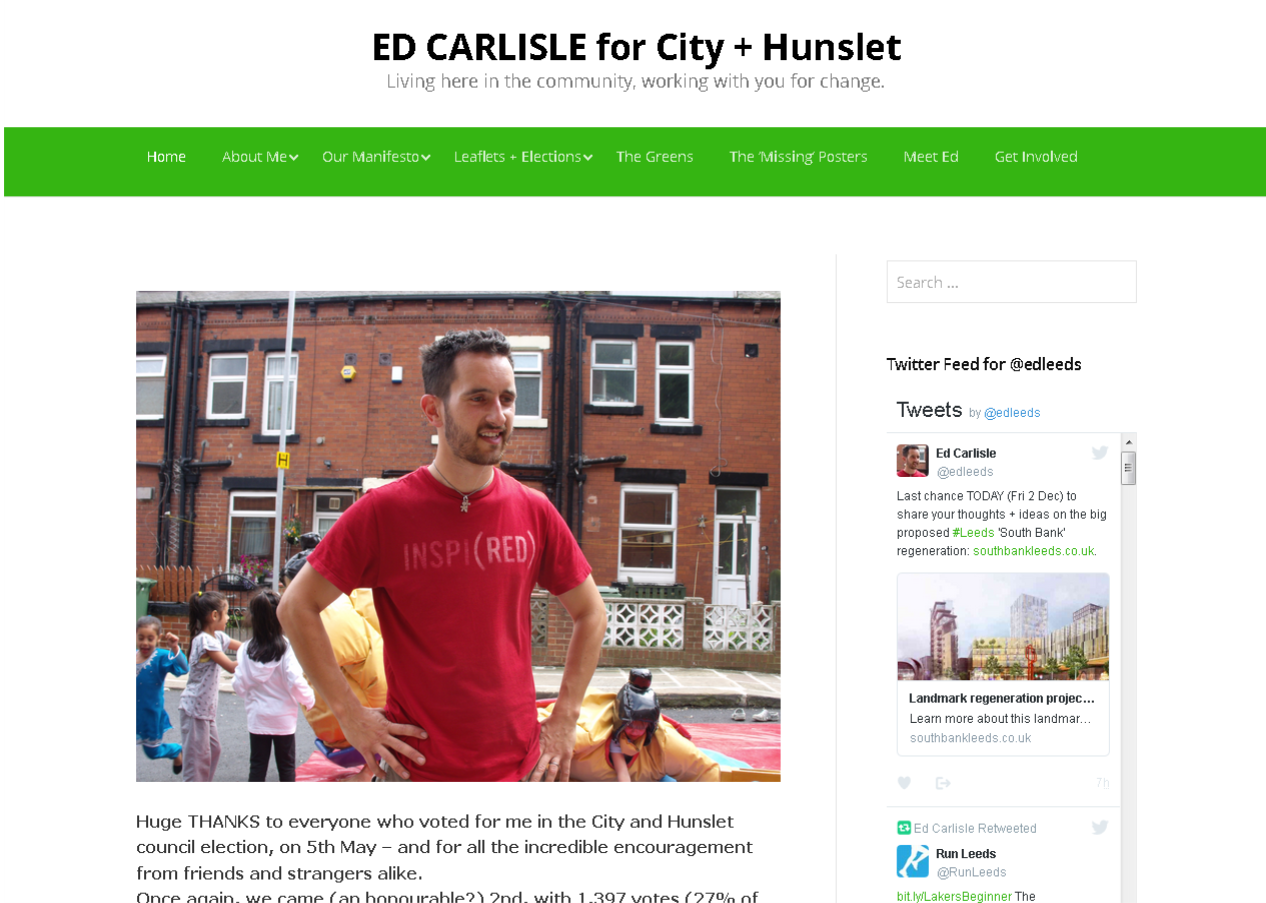 ED CARLISLE for City + Hunslet
Living here in the community, working with you for change.
Home About Me Our Manifesto Leaflets + Elections The Greens The 'Missing' Posters Meet Ed Get Involved
H
INSPI(RED)
Huge THANKS to everyone who voted for me in the City and Hunslet
council election, on 5th May – and for all the incredible encouragement
from friends and strangers alike.
Once again, we came (an honourable?) 2nd, with 1,397 votes (27% of
Search ...
Twitter Feed for @edleeds
Tweets by @edleeds
Ed Carlisle
@edleeds
Last chance TODAY (Fri 2 Dec) to
share your thoughts + ideas on the big
proposed #Leeds 'South Bank'
regeneration: southbankleeds.co.uk.
Landmark regeneration projec...
Learn more about this landmar...
southbankleeds.co.uk
7h
Ed Carlisle Retweeted
Run Leeds
@RunLeeds
bit.ly/LakersBeginner The